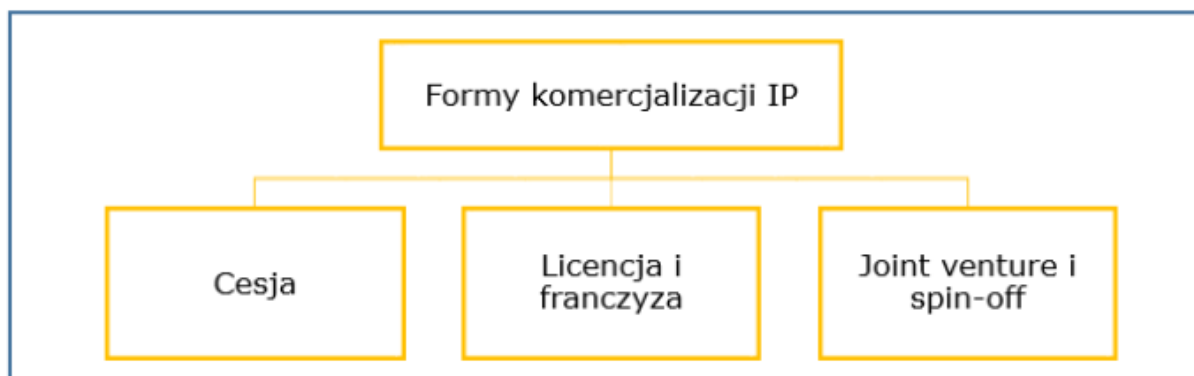 Formy komercjalizacji IP
Cesja
Licencja i
franczyza
Joint venture i
spin-off